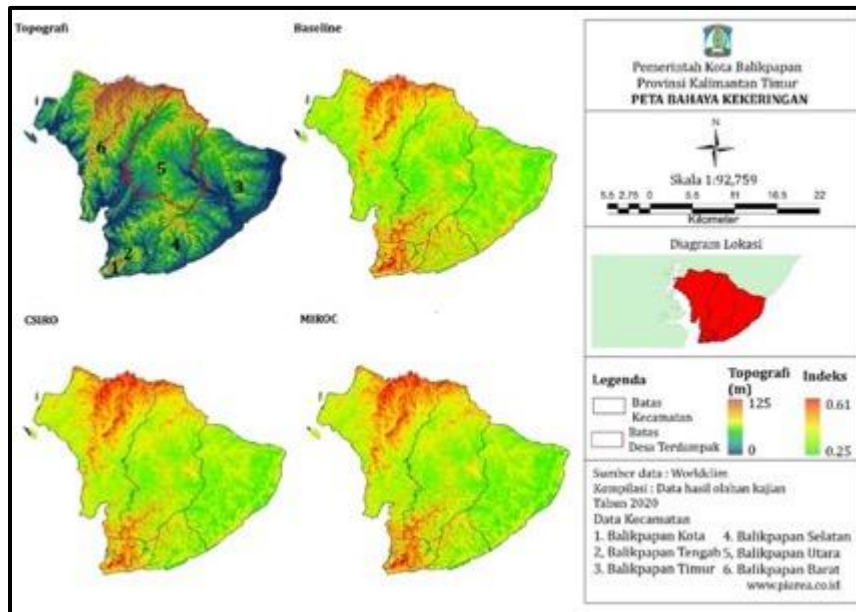 Topografi
Baseline
6
5
3
4
2
1
CSIRO
MIROC
Pemerintah Kota Balikpapan
Provinsi Kalimantan Timur
PETA BAHAYA KEKERINGAN
N
Skala 1:92,759
5.5 2.75 0 5.5 11 16.5 22
Kilometer
Diagram Lokasi
Legenda
Batas
Kecamatan
Batas
Desa Terdampak
Topografi
(m)
125
0
Indeks
0.61
0.25
Sumber data : Worldclim
Kompilasi : Data hasil olahan kajian
Tahun 2020
Data Kecamatan
1. Balikpapan Kota 4. Balikpapan Selatan
2, Balikpapan Tengah 5, Balikpapan Utara
3. Balikpapan Timur 6. Balikpapan Barat